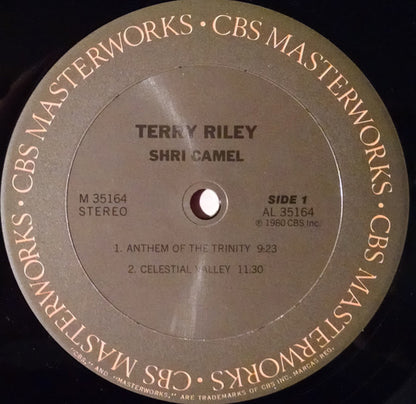 CBS MASTERWORKS · CBS MASTERWORKS · CBS MASTERWORKS · CBS MASTERWORKS ·
TERRY RILEY
SHRI CAMEL
M 35164
STEREO
SIDE 1
AL 35164
℗ 1980 CBS Inc.
1. ANTHEM OF THE TRINITY 9:23
2. CELESTIAL VALLEY 11:30
"CBS," AND "MASTERWORKS," ARE TRADEMARKS OF CBS INC. MARCAS REG.